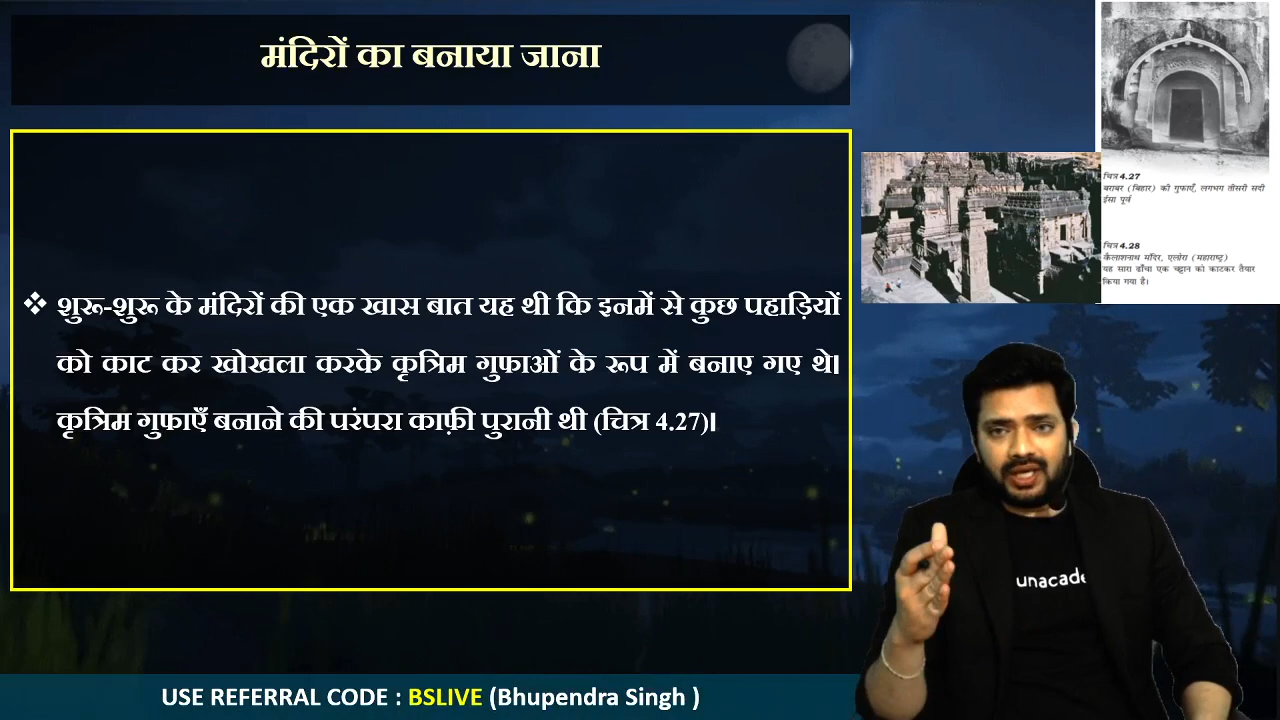 मंदिरों का बनाया जाना
❖ शुरू-शुरू के मंदिरों की एक खास बात यह थी कि इनमें से कुछ पहाड़ियों
को काट कर खोखला करके कृत्रिम गुफाओं के रूप में बनाए गए थे।
कृत्रिम गुफाएँ बनाने की परंपरा काफ़ी पुरानी थी (चित्र 4.27)।
चित्र 4.27
बराबर (बिहार) की गुफाएँ, लगभग तीसरी सदी
ईसा पूर्व
चित्र 4.28
कैलाशनाथ मंदिर, एलोरा (महाराष्ट्र)
यह सारा ढाँचा एक चट्टान को काटकर तैयार
किया गया है।
unacade
USE REFERRAL CODE : BSLIVE (Bhupendra Singh )